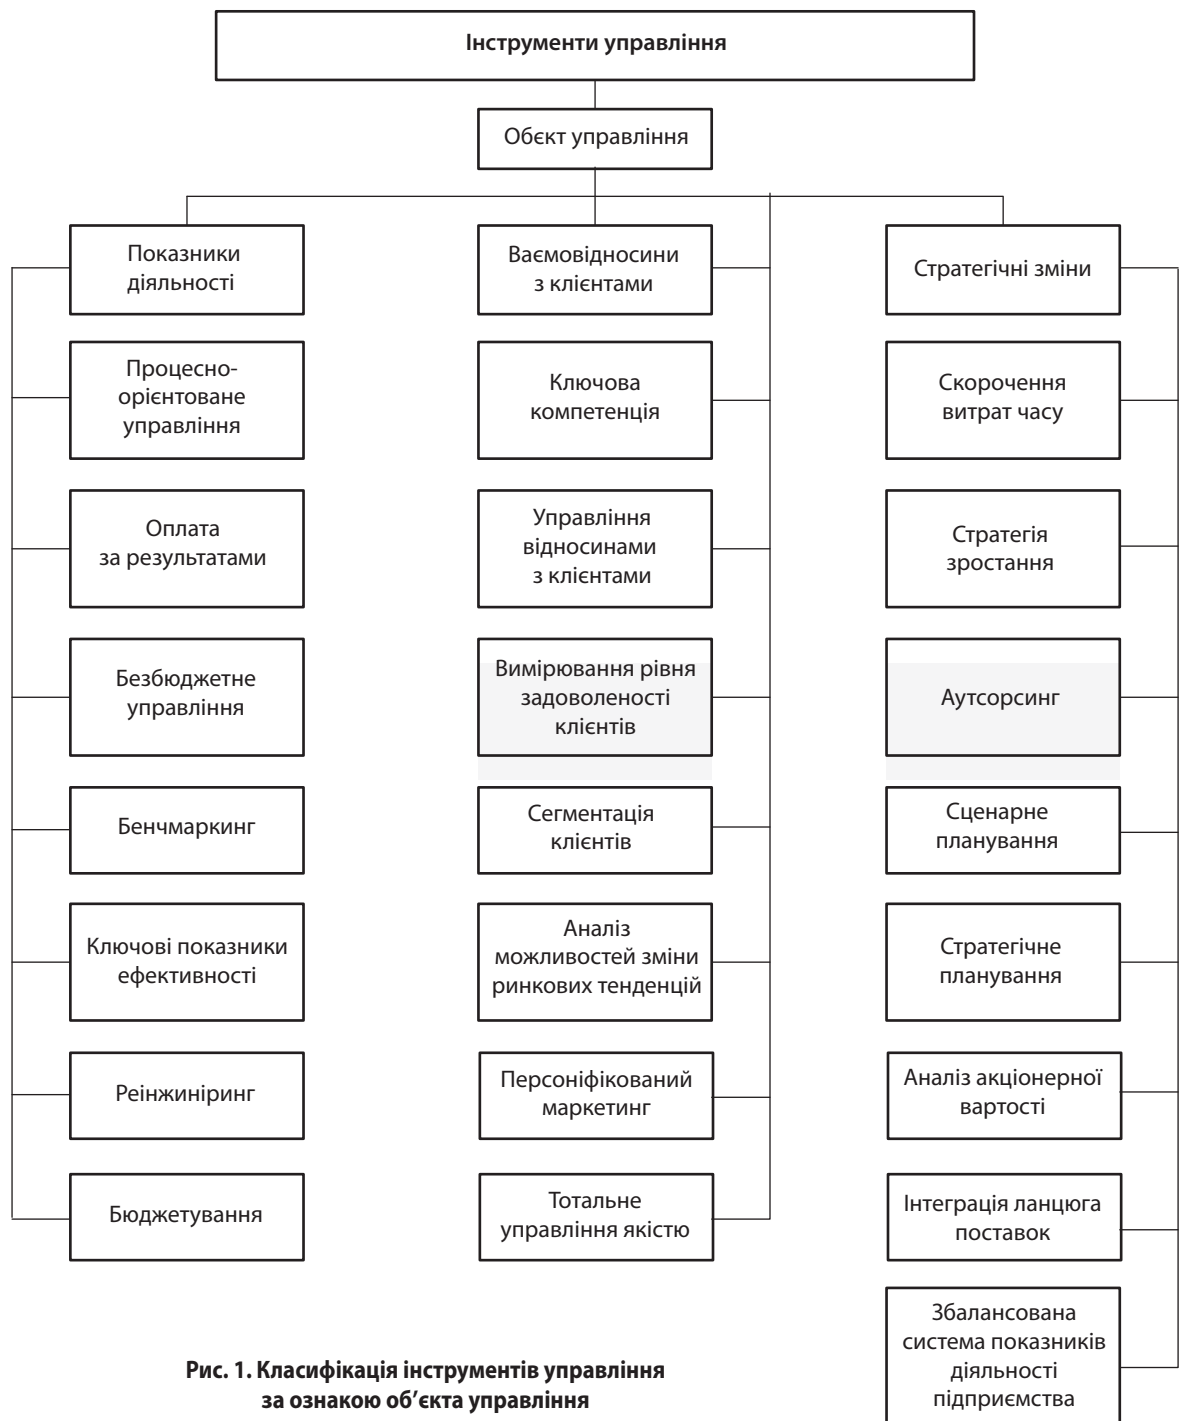 Інструменти управління
Обєкт управління
Показники
діяльності
Процесно-
орієнтоване
управління
Оплата
за результатами
Безбюджетне
управління
Бенчмаркинг
Ключові показники
ефективності
Реінжиніринг
Бюджетування
Ваємовідносини
з клієнтами
Ключова
компетенція
Управління
відносинами
з клієнтами
Вимірювання рівня
задоволеності
клієнтів
Сегментація
клієнтів
Аналіз
можливостей зміни
ринкових тенденцій
Персоніфікований
маркетинг
Тотальне
управління якістю
Стратегічні зміни
Скорочення
витрат часу
Стратегія
зростання
Аутсорсинг
Сценарне
планування
Стратегічне
планування
Аналіз акціонерної
вартості
Інтеграція ланцюга
поставок
Збалансована
система показників
діяльності
підприємства
Рис. 1. Класифікація інструментів управління
за ознакою об’єкта управління